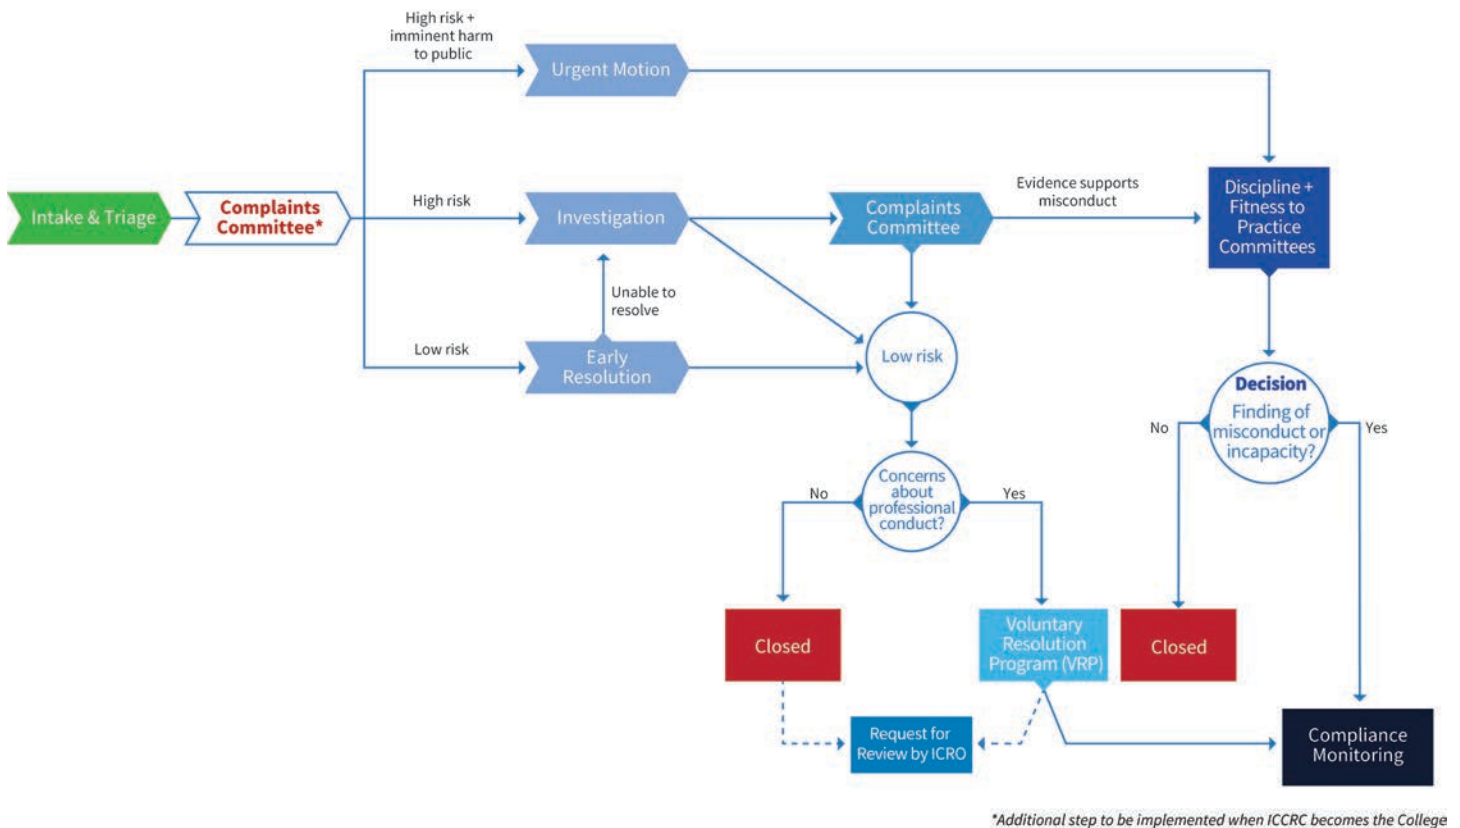 High risk +
imminent harm
to public
Urgent Motion
Intake & Triage
Complaints
Committee*
High risk
Investigation
Complaints
Committee
Evidence supports
misconduct
Discipline +
Fitness to
Practice
Committees
Unable to
resolve
Low risk
Early
Resolution
Low risk
Decision
Finding of
misconduct or
incapacity?
No
Yes
Concerns
about
professional
conduct?
No
Yes
Closed
Voluntary
Resolution
Program (VRP)
Closed
Request for
Review by ICRO
Compliance
Monitoring
*Additional step to be implemented when ICCRC becomes the College